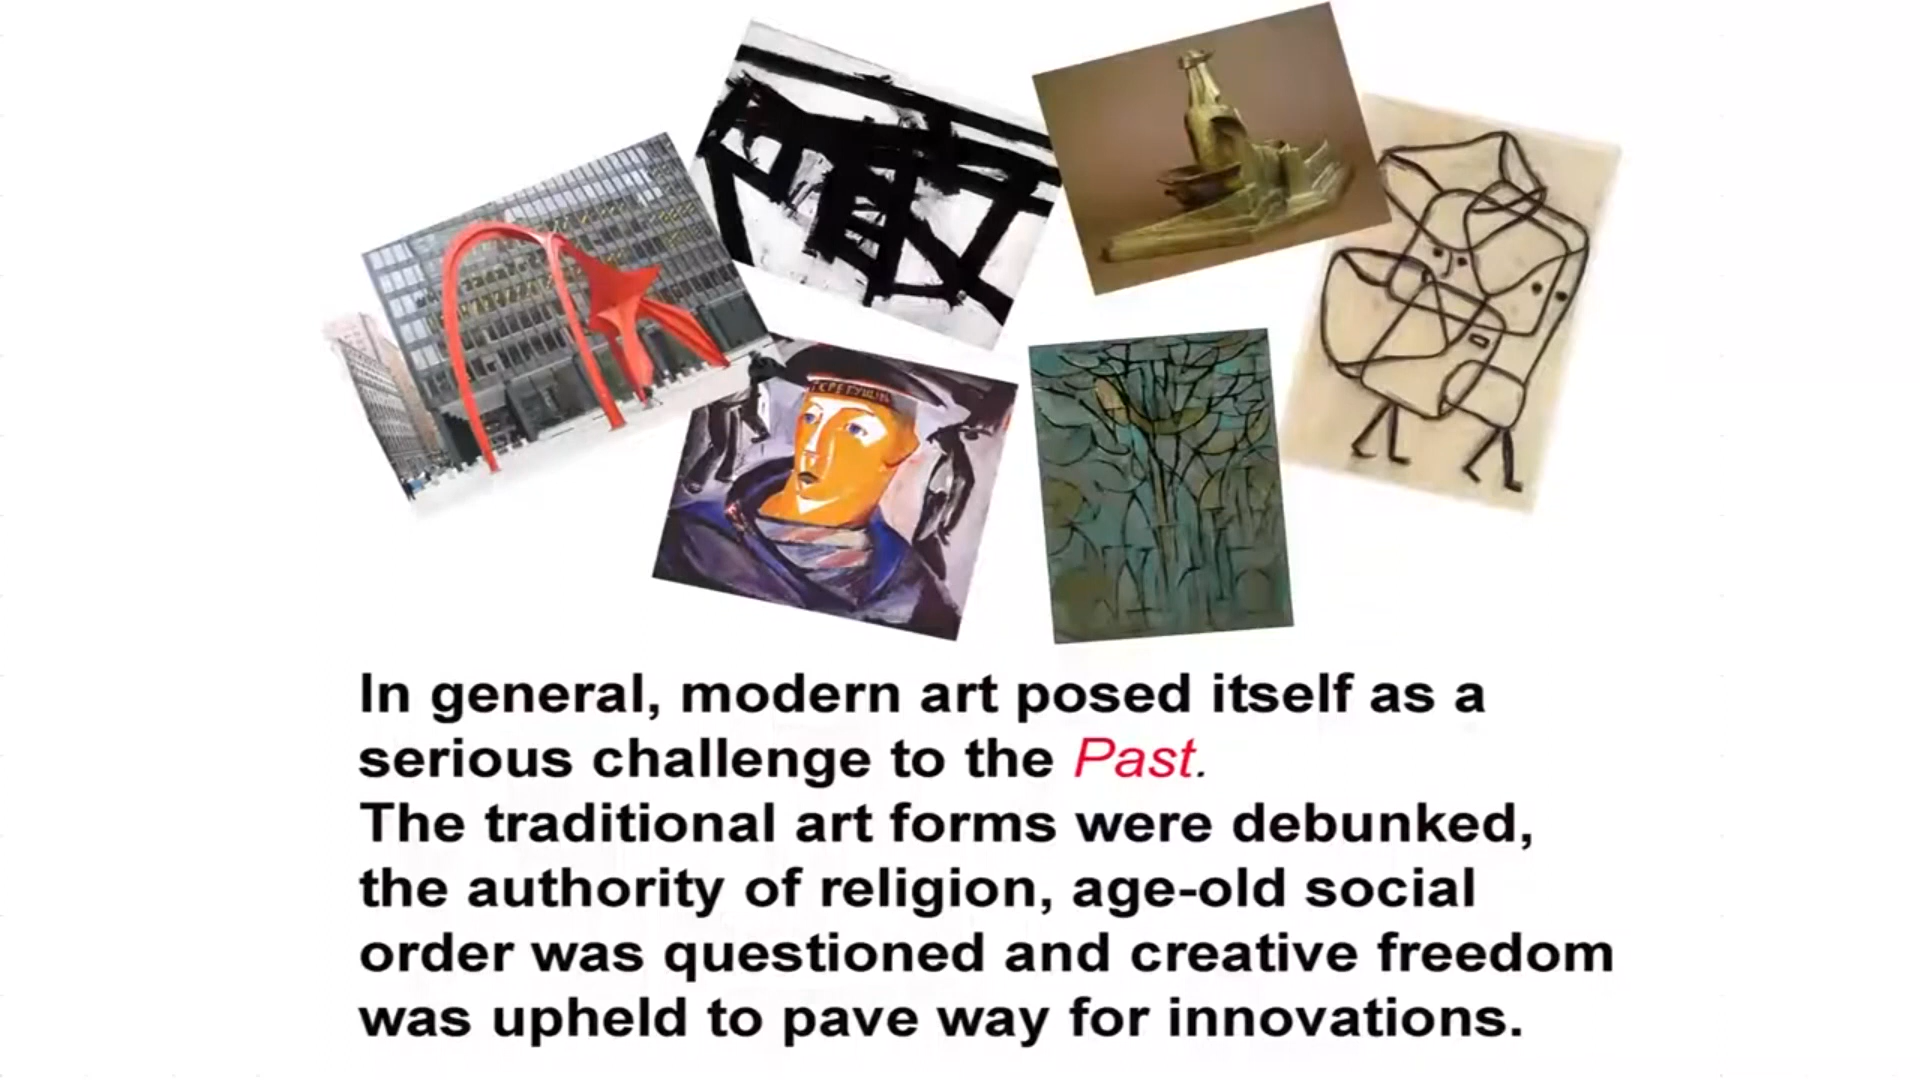 In general, modern art posed itself as a
serious challenge to the Past.
The traditional art forms were debunked,
the authority of religion, age-old social
order was questioned and creative freedom
was upheld to pave way for innovations.